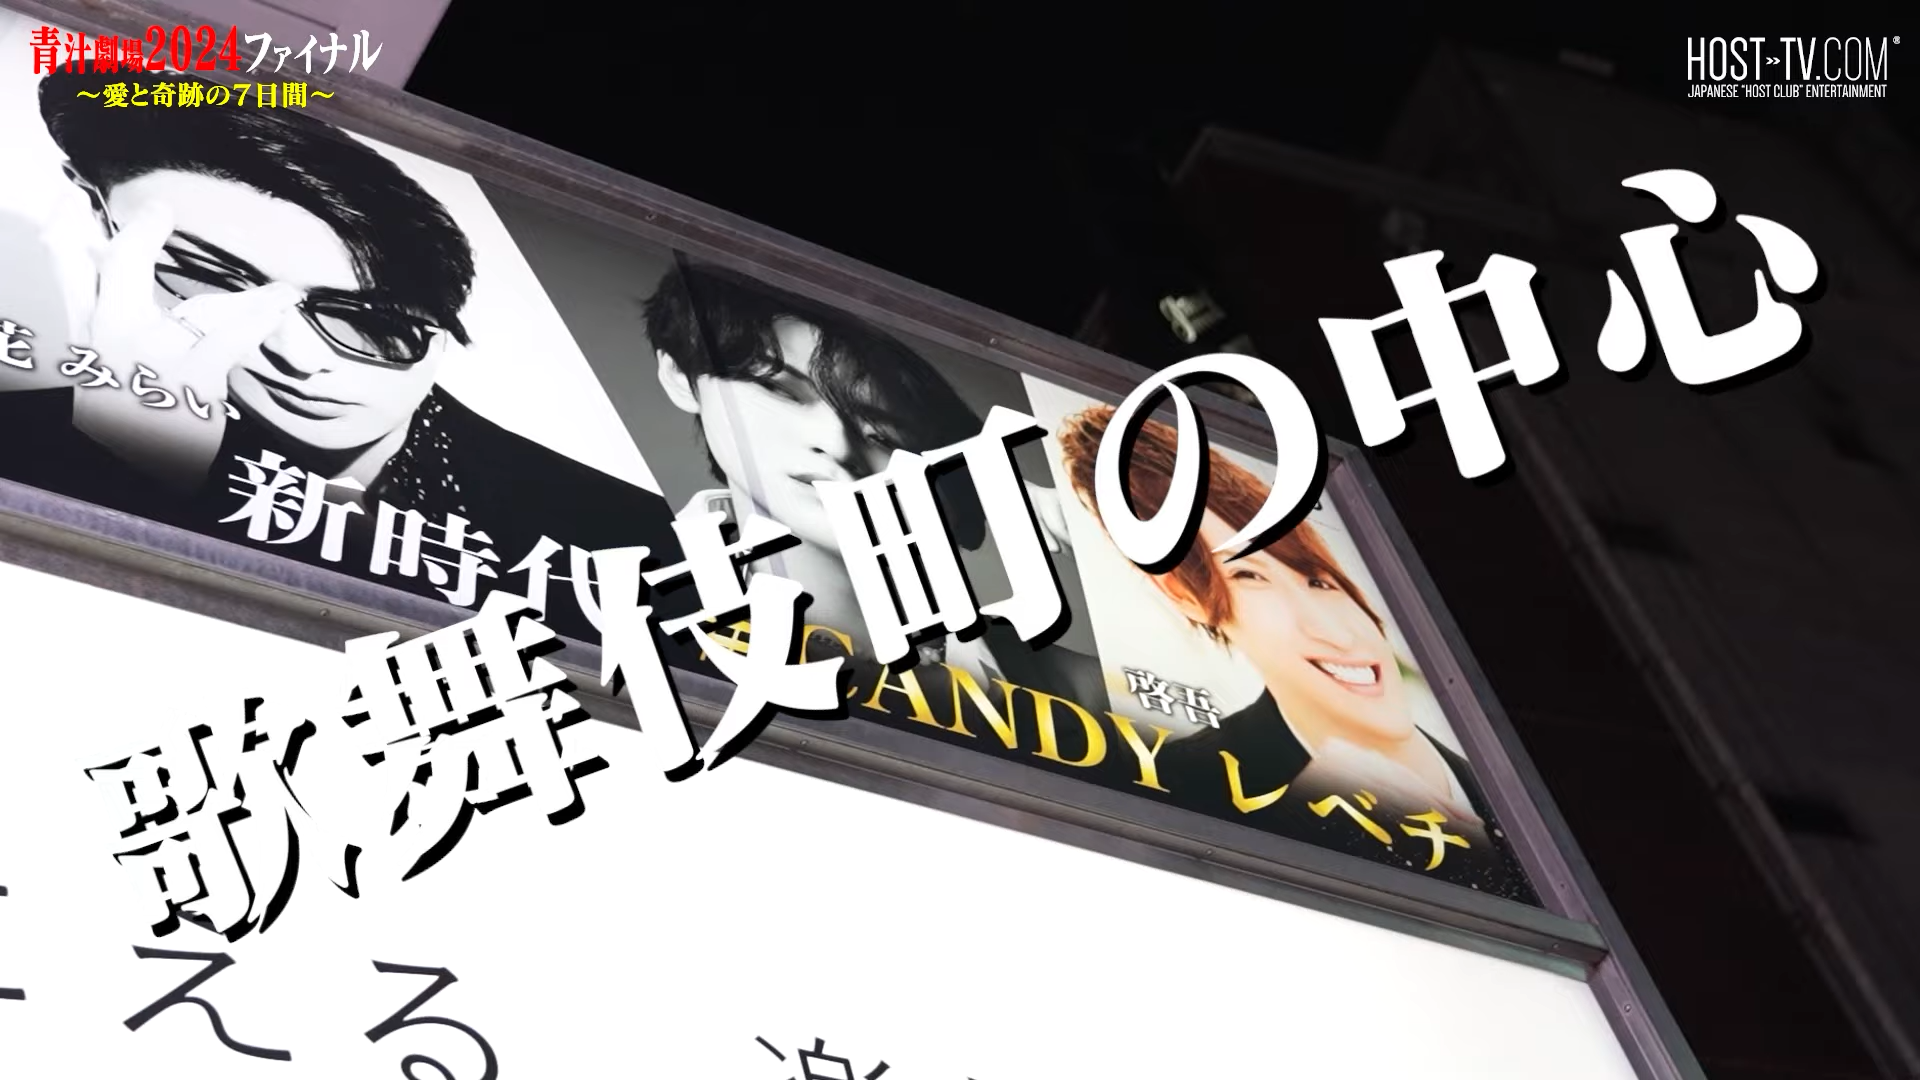 青汁劇場2024ファイナル
～愛と奇跡の7日間～
HOST-TV.COM®
JAPANESE "HOST CLUB" ENTERTAINMENT
歌舞伎町の中心
みらい
新時代
啓吾
CANDY レベチ
える
楽